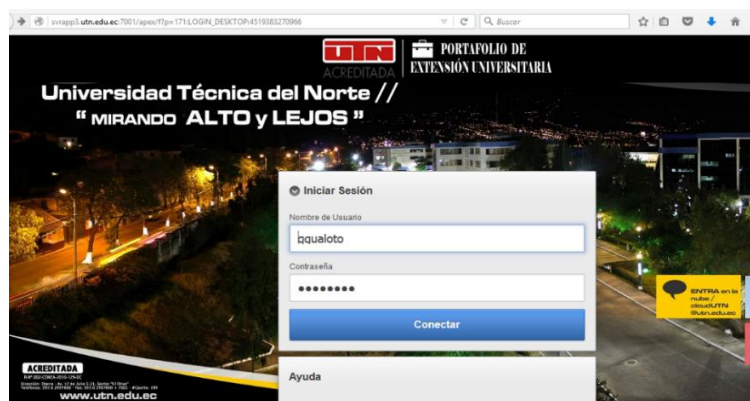 svrapp3.utn.edu.ec:7001/apex/f?p=171:LOGIN_DESKTOP:4519383270966
Buscar
UTN
ACREDITADA
PORTAFOLIO DE
EXTENSIÓN UNIVERSITARIA
Universidad Técnica del Norte //
“ MIRANDO ALTO y LEJOS ”
Iniciar Sesión
Nombre de Usuario
pqualoto
Contraseña
Conectar
ENTRA en la
nube /
cloudUTN
@utn.edu.ec
Ayuda
ACREDITADA
www.utn.edu.ec